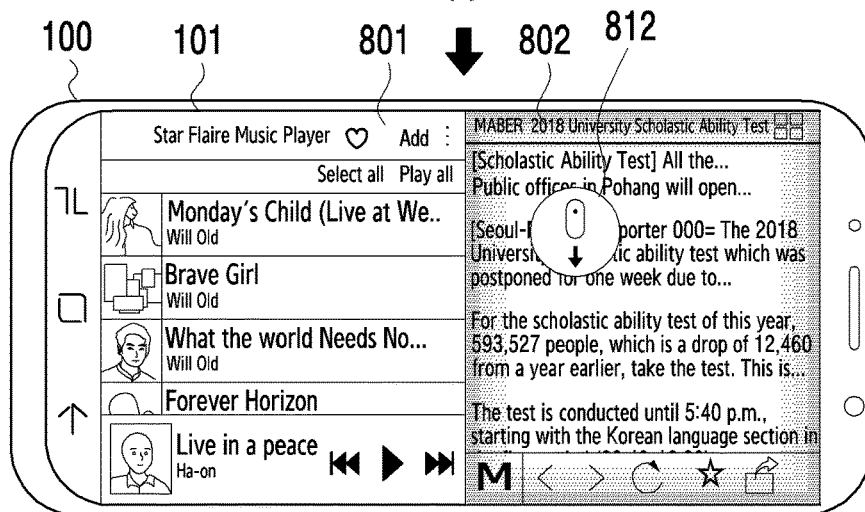 100
101
801
802
812
Star Flaire Music Player
Add
Select all Play all
Monday´s Child (Live at We..
Will Old
Brave Girl
Will Old
What the world Needs No...
Will Old
Forever Horizon
Live in a peace
Ha-on
MABER 2018 University Scholastic Ability Test
[Scholastic Ability Test] All the...
Public offices in Pohang will open...
[Seoul- porter 000= The 2018
Univers ic ability test which was
postponed for one week due to...
For the scholastic ability test of this year,
593,527 people, which is a drop of 12,460
from a year earlier, take the test. This is...
The test is conducted until 5:40 p.m.,
starting with the Korean language section in
M